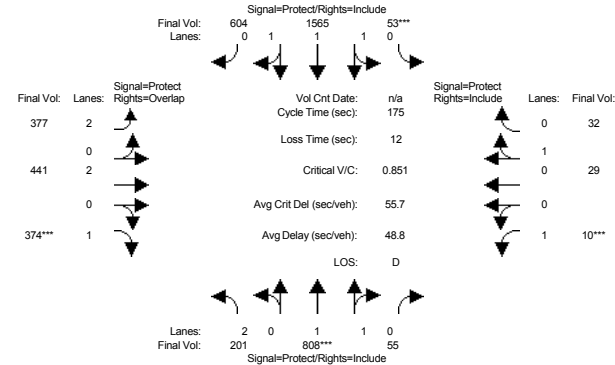 Signal=Protect/Rights=Include
Final Vol: 604 1565 53***
Lanes: 0 1 1 1 0
Signal=Protect
Final Vol: Lanes: Rights=Overlap
Vol Cnt Date: n/a
Cycle Time (sec): 175
Signal=Protect
Rights=Include Lanes: Final Vol:
377 2
0 32
Loss Time (sec): 12
0
1
441 2
Critical V/C: 0.851
0 29
0
Avg Crit Del (sec/veh): 55.7
0
374*** 1
Avg Delay (sec/veh): 48.8
1 10***
LOS: D
Lanes: 2 0 1 1 0
Final Vol: 201 808*** 55
Signal=Protect/Rights=Include